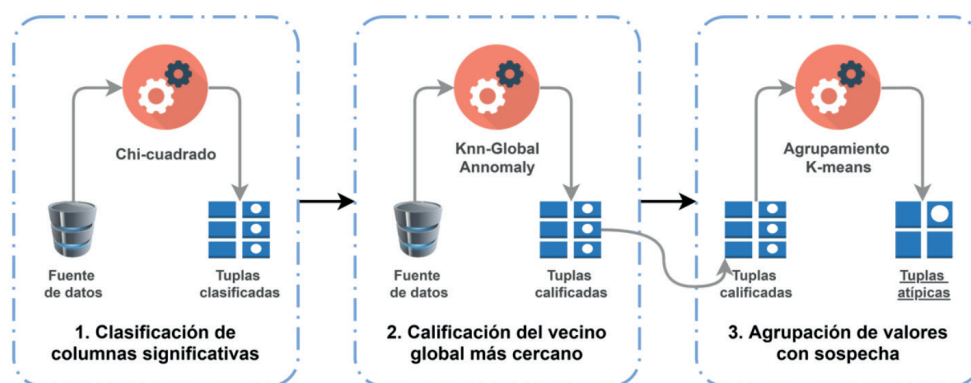 Chi-cuadrado
Fuente
de datos
Tuplas
clasificadas
1. Clasificación de
columnas significativas
Knn-Global
Annomaly
Fuente
de datos
Tuplas
calificadas
2. Calificación del vecino
global más cercano
Agrupamiento
K-means
Tuplas
calificadas
Tuplas
atípicas
3. Agrupación de valores
con sospecha